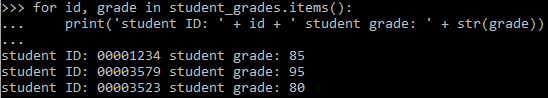 >>> for id, grade in student_grades.items():
...     print('student ID: ' + id + ' student grade: ' + str(grade))
...
student ID: 00001234 student grade: 85
student ID: 00003579 student grade: 95
student ID: 00003523 student grade: 80